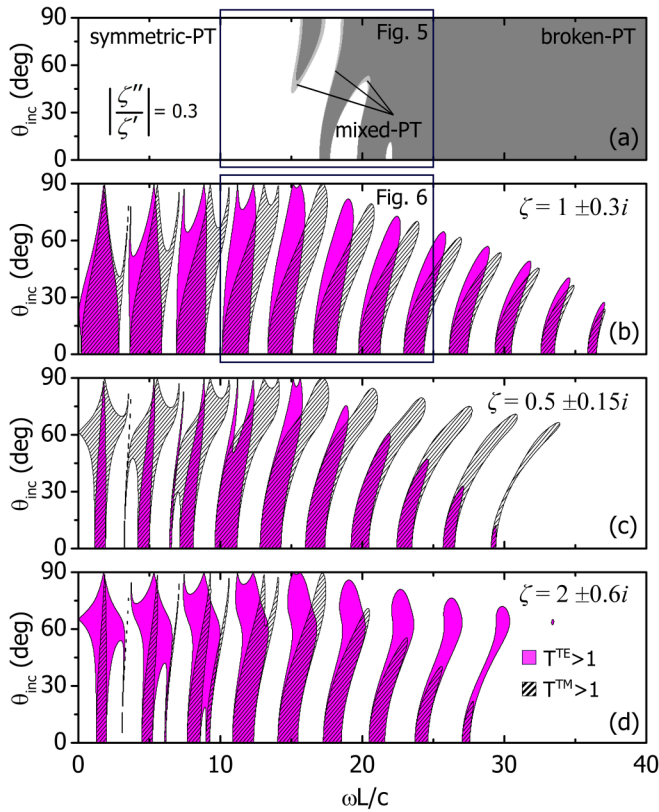 90
60
30
0
θinc (deg)
symmetric-PT
Fig. 5
broken-PT
|ζ″/ζ′| = 0.3
mixed-PT
(a)
90
60
30
0
θinc (deg)
Fig. 6
ζ = 1 ±0.3i
(b)
90
60
30
0
θinc (deg)
ζ = 0.5 ±0.15i
(c)
90
60
30
0
θinc (deg)
ζ = 2 ±0.6i
T^TE>1
T^TM>1
(d)
0 10 20 30 40
ωL/c